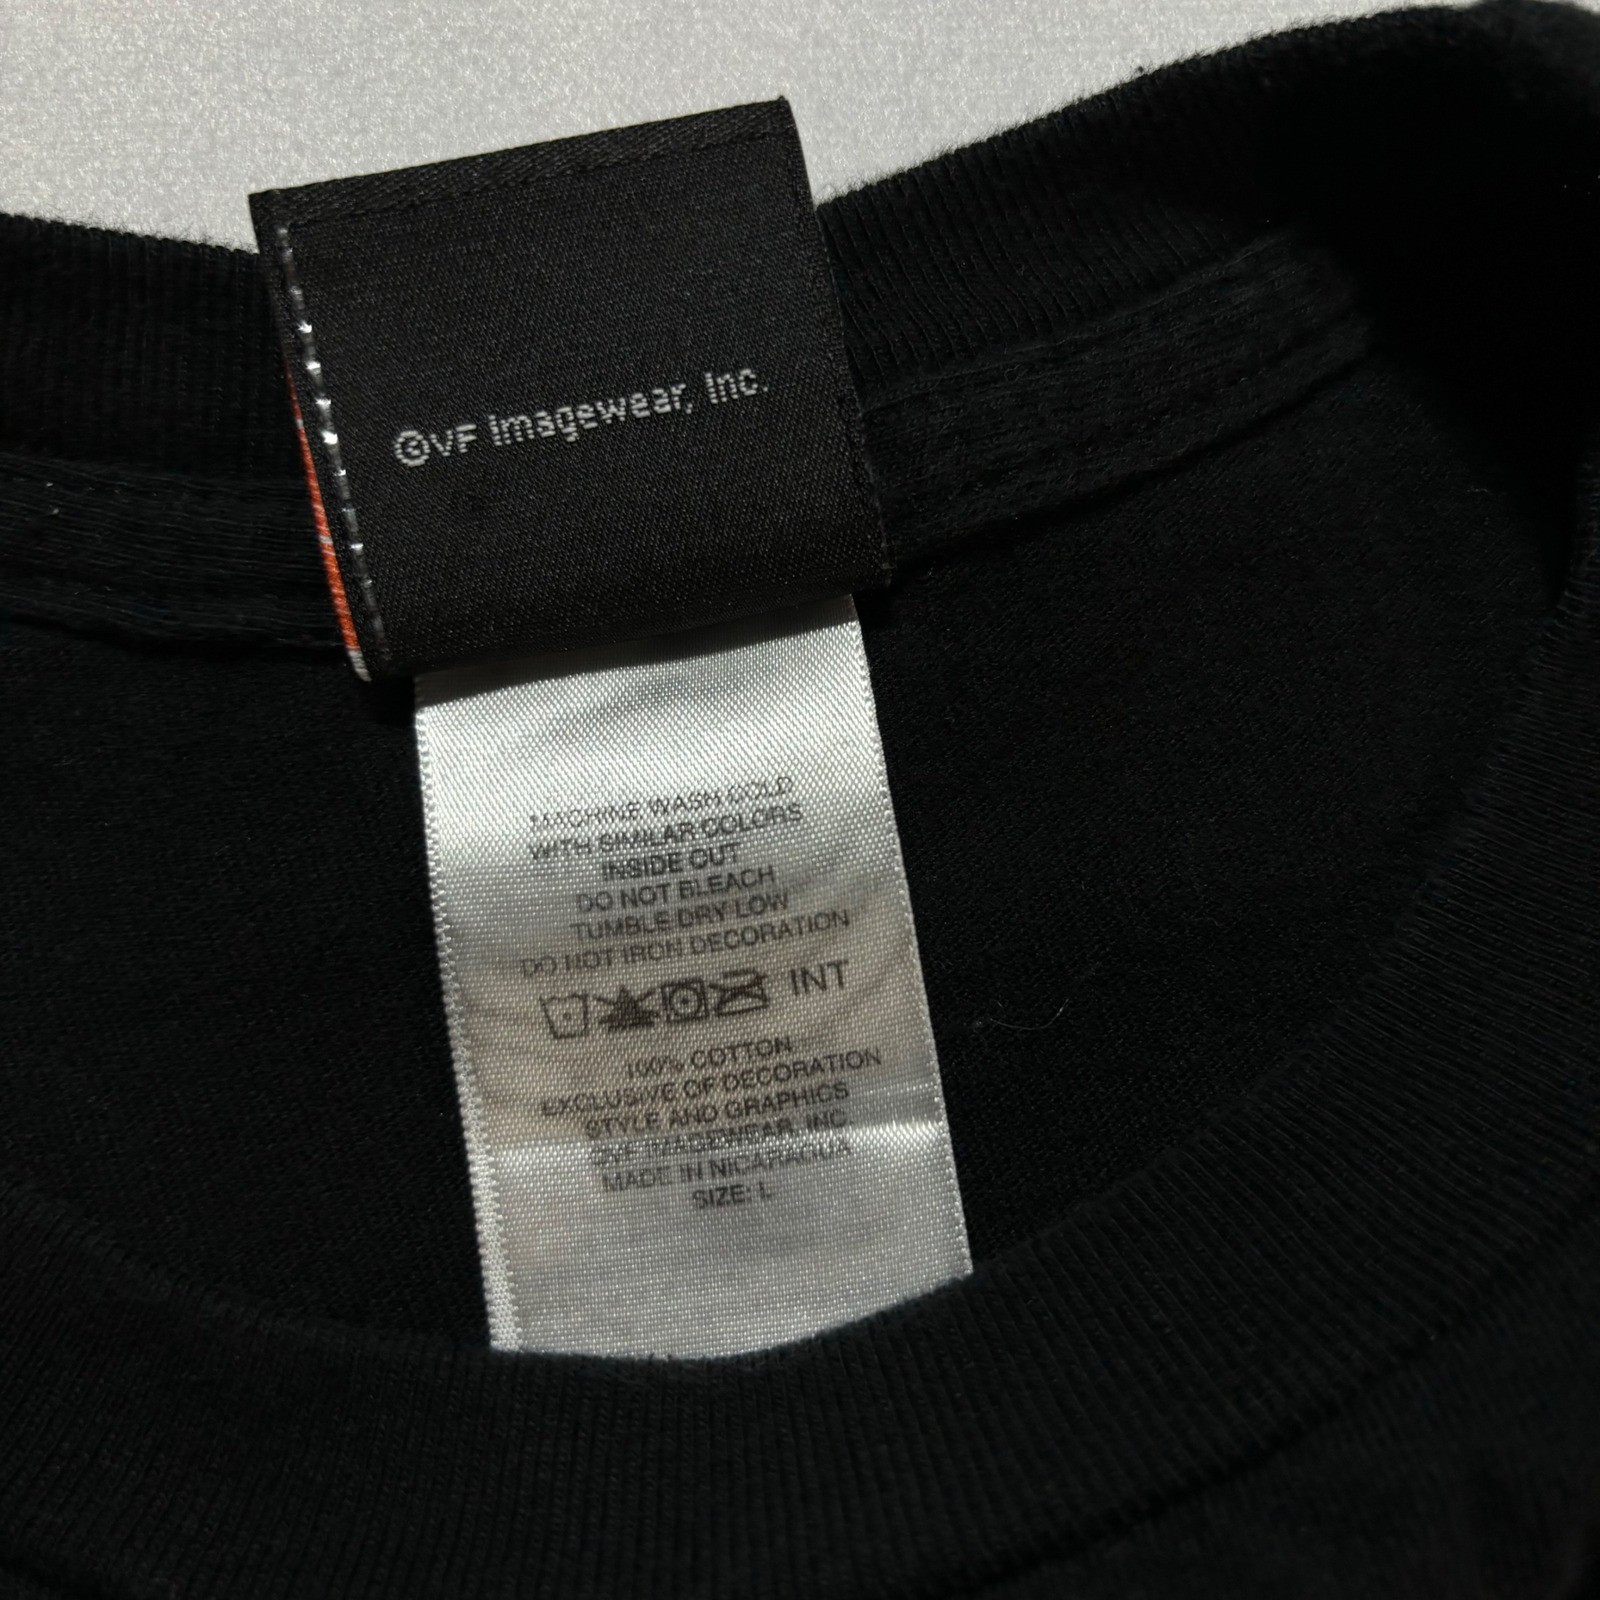 ©VF Imagewear, Inc.
MACHINE WASH COLD
WITH SIMILAR COLORS
INSIDE OUT
DO NOT BLEACH
TUMBLE DRY LOW
DO NOT IRON DECORATION
INT
100% COTTON
EXCLUSIVE OF DECORATION
STYLE AND GRAPHICS
©VF IMAGEWEAR, INC
MADE IN NICARAGUA
SIZE: L